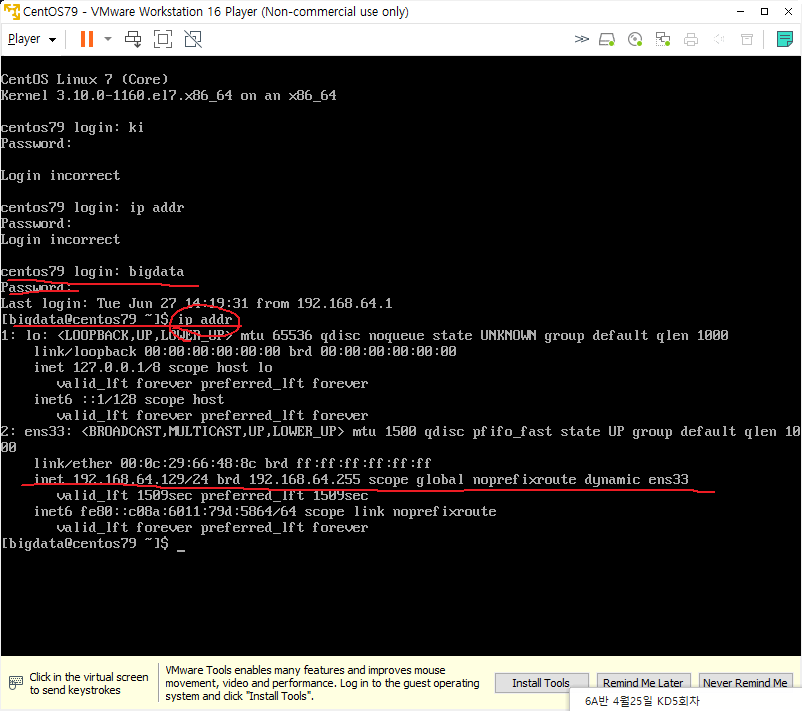 CentOS79 - VMware Workstation 16 Player (Non-commercial use only)
Player
CentOS Linux 7 (Core)
Kernel 3.10.0-1160.el7.x86_64 on an x86_64
centos79 login: ki
Password:
Login incorrect
centos79 login: ip addr
Password:
Login incorrect
centos79 login: bigdata
Password:
Last login: Tue Jun 27 14:19:31 from 192.168.64.1
[bigdata@centos79 ~]$ ip addr
1: lo: <LOOPBACK,UP,LOWER_UP> mtu 65536 qdisc noqueue state UNKNOWN group default qlen 1000
link/loopback 00:00:00:00:00:00 brd 00:00:00:00:00:00
inet 127.0.0.1/8 scope host lo
valid_lft forever preferred_lft forever
inet6 ::1/128 scope host
valid_lft forever preferred_lft forever
2: ens33: <BROADCAST,MULTICAST,UP,LOWER_UP> mtu 1500 qdisc pfifo_fast state UP group default qlen 10
00
link/ether 00:0c:29:66:48:8c brd ff:ff:ff:ff:ff:ff
inet 192.168.64.129/24 brd 192.168.64.255 scope global noprefixroute dynamic ens33
valid_lft 1509sec preferred_lft 1509sec
inet6 fe80::c08a:6011:79d:5864/64 scope link noprefixroute
valid_lft forever preferred_lft forever
[bigdata@centos79 ~]$ _
Click in the virtual screen
to send keystrokes
VMware Tools enables many features and improves mouse
movement, video and performance. Log in to the guest operating
system and click "Install Tools".
Install Tools
Remind Me Later
Never Remind Me
6A반 4월25일 KD5회차